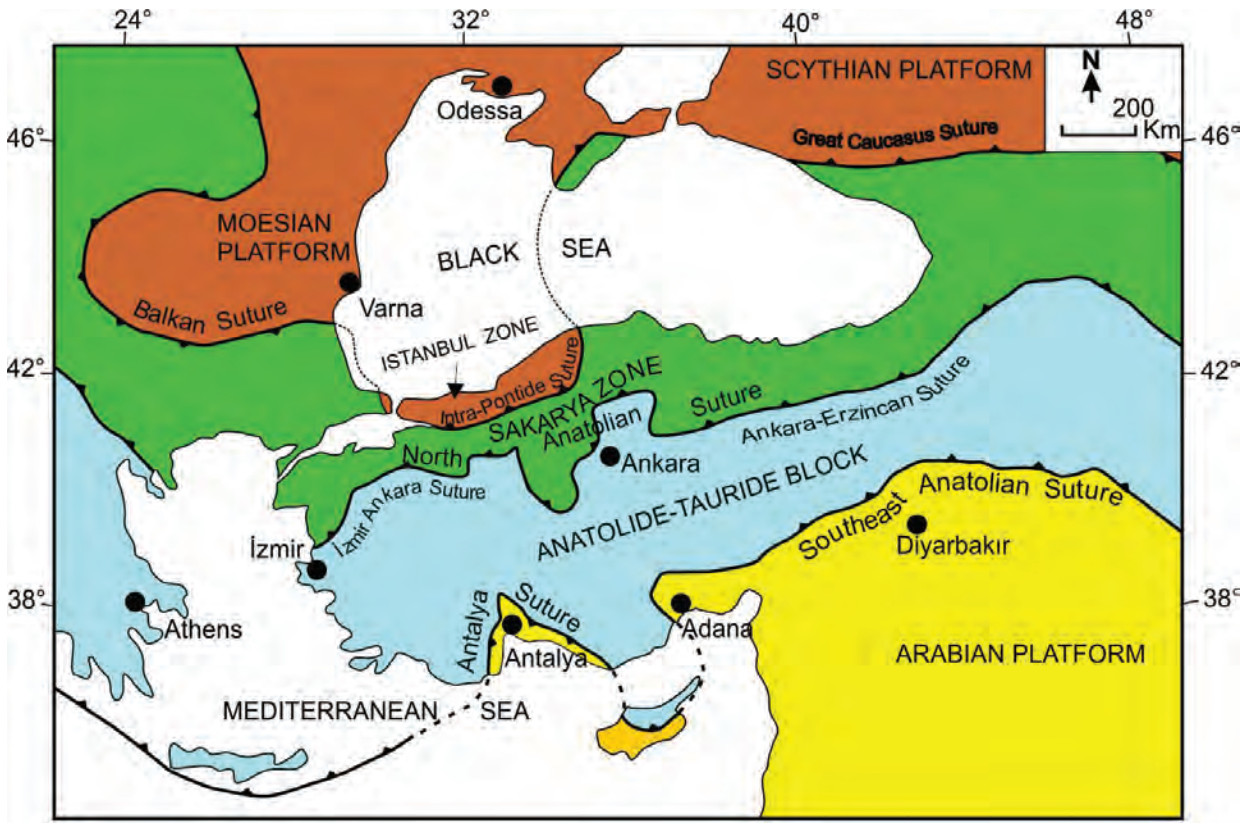 24° 32° 40° 48°
SCYTHIAN PLATFORM
N
200
Km
Odessa
46° 46°
Great Caucasus Suture
MOESIAN
PLATFORM
BLACK SEA
Varna
Balkan Suture
ISTANBUL ZONE
42° 42°
Intra-Pontide Suture
SAKARYA ZONE
North Anatolian Suture
Ankara-Erzincan Suture
Ankara
İzmir Ankara Suture
ANATOLIDE-TAURIDE BLOCK
Southeast Anatolian Suture
Diyarbakır
İzmir
38° 38°
Athens
Antalya Suture
Antalya
Adana
ARABIAN PLATFORM
MEDITERRANEAN SEA